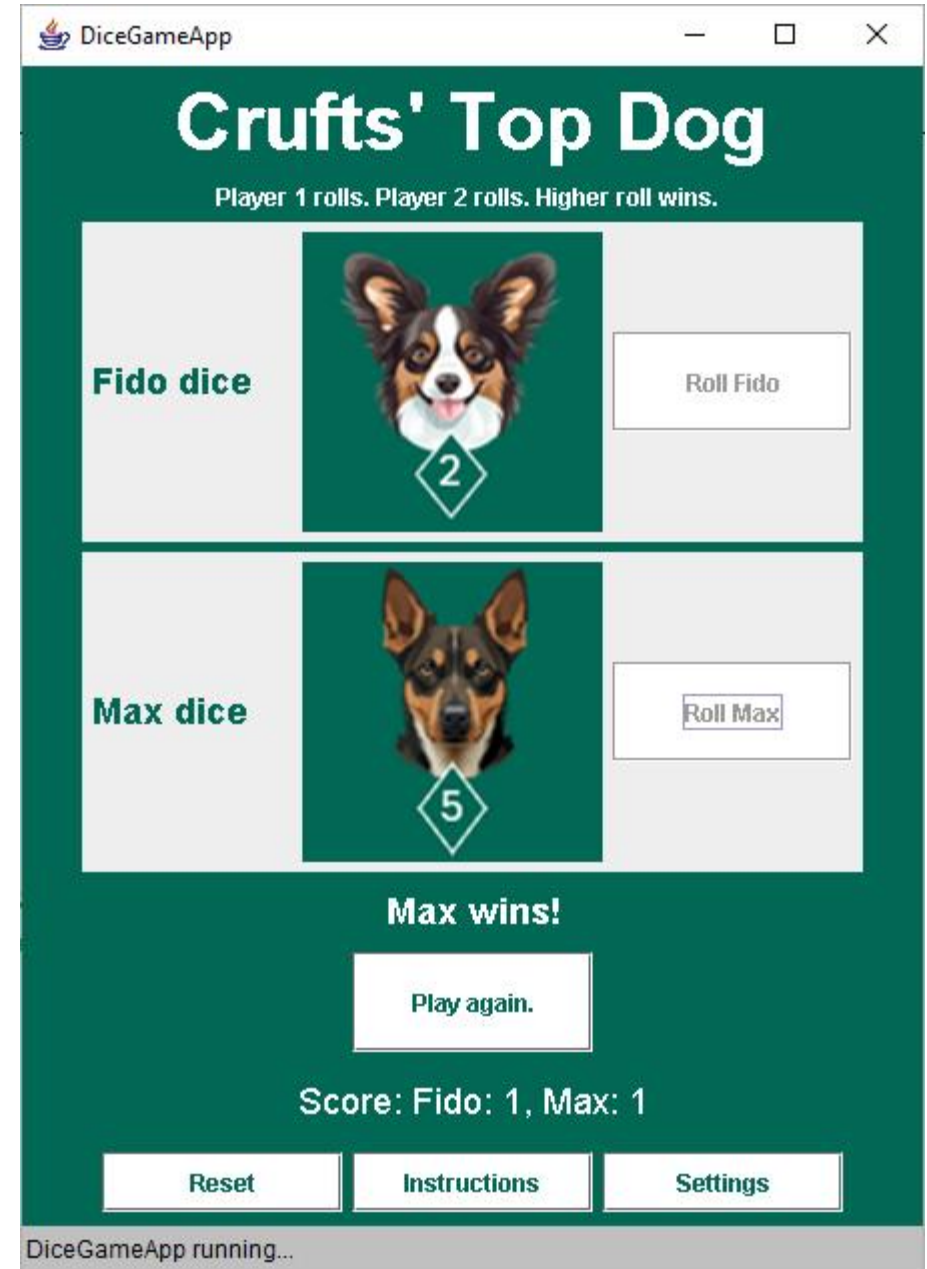 DiceGameApp
Crufts' Top Dog
Player 1 rolls. Player 2 rolls. Higher roll wins.
Fido dice
2
Roll Fido
Max dice
5
Roll Max
Max wins!
Play again.
Score: Fido: 1, Max: 1
Reset
Instructions
Settings
DiceGameApp running...